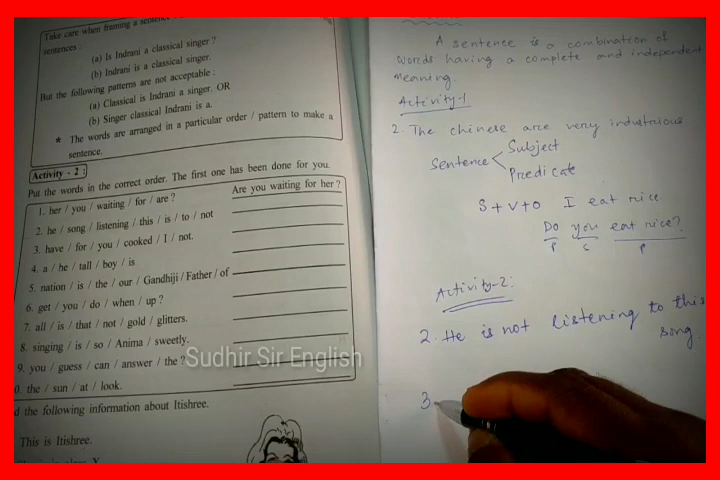 Take care when framing a
sentences :
(a) Is Indrani a classical singer ?
(b) Indrani is a classical singer.
But the following patterns are not acceptable :
(a) Classical is Indrani a singer. OR
(b) Singer classical Indrani is a.
* The words are arranged in a particular order / pattern to make a
sentence.
Activity - 2 :
Put the words in the correct order. The first one has been done for you.
1. her / you / waiting / for / are ? Are you waiting for her ?
2. he / song / listening / this / is / to / not
3. have / for / you / cooked / I / not.
4. a / he / tall / boy / is
5. nation / is / the / our / Gandhiji / Father / of
6. get / you / do / when / up ?
7. all / is / that / not / gold / glitters.
8. singing / is / so / Anima / sweetly.
9. you / guess / can / answer / the ?
0. the / sun / at / look.
d the following information about Itishree.
This is Itishree.
Sudhir Sir English
A sentence is a combination of
words having a complete and independent
meaning.
Activity-1
2. The chinese are very industrious
Sentence
Subject
Predicate
S + V + O I eat rice
Do you eat rice?
P S P
Activity-2:
2. He is not listening to this
song.
3